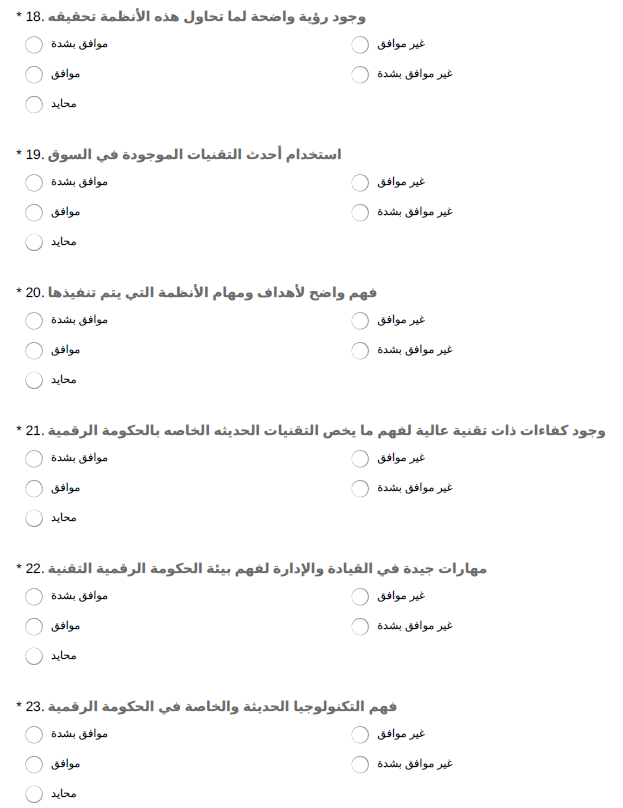 * 18. وجود رؤية واضحة لما تحاول هذه الأنظمة تحقيقه
موافق بشدة
غير موافق
موافق
غير موافق بشدة
محايد
* 19. استخدام أحدث التقنيات الموجودة في السوق
موافق بشدة
غير موافق
موافق
غير موافق بشدة
محايد
* 20. فهم واضح لأهداف ومهام الأنظمة التي يتم تنفيذها
موافق بشدة
غير موافق
موافق
غير موافق بشدة
محايد
* 21. وجود كفاءات ذات تقنية عالية لفهم ما يخص التقنيات الحديثه الخاصه بالحكومة الرقمية
موافق بشدة
غير موافق
موافق
غير موافق بشدة
محايد
* 22. مهارات جيدة في القيادة والإدارة لفهم بيئة الحكومة الرقمية التقنية
موافق بشدة
غير موافق
موافق
غير موافق بشدة
محايد
* 23. فهم التكنولوجيا الحديثة والخاصة في الحكومة الرقمية
موافق بشدة
غير موافق
موافق
غير موافق بشدة
محايد